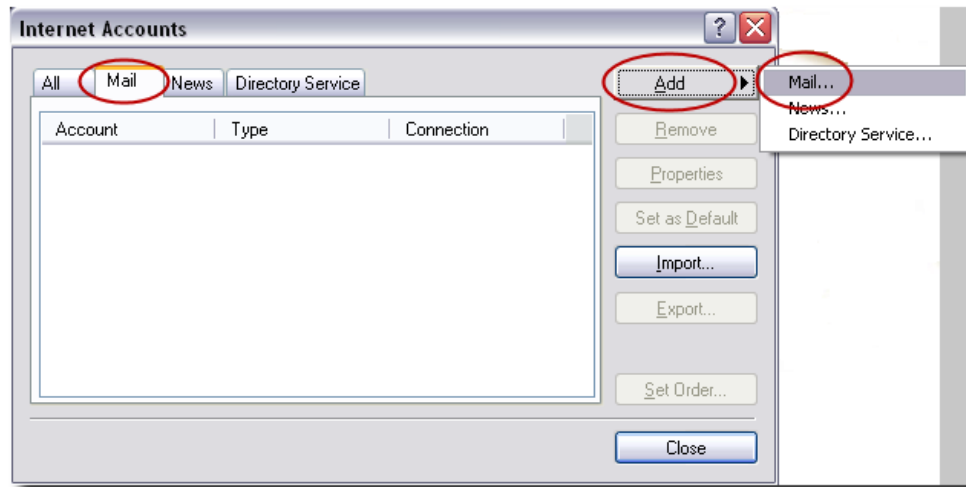 Internet Accounts
All Mail News Directory Service
Account Type Connection
Add
Remove
Properties
Set as Default
Import...
Export...
Set Order...
Close
Mail...
News...
Directory Service...